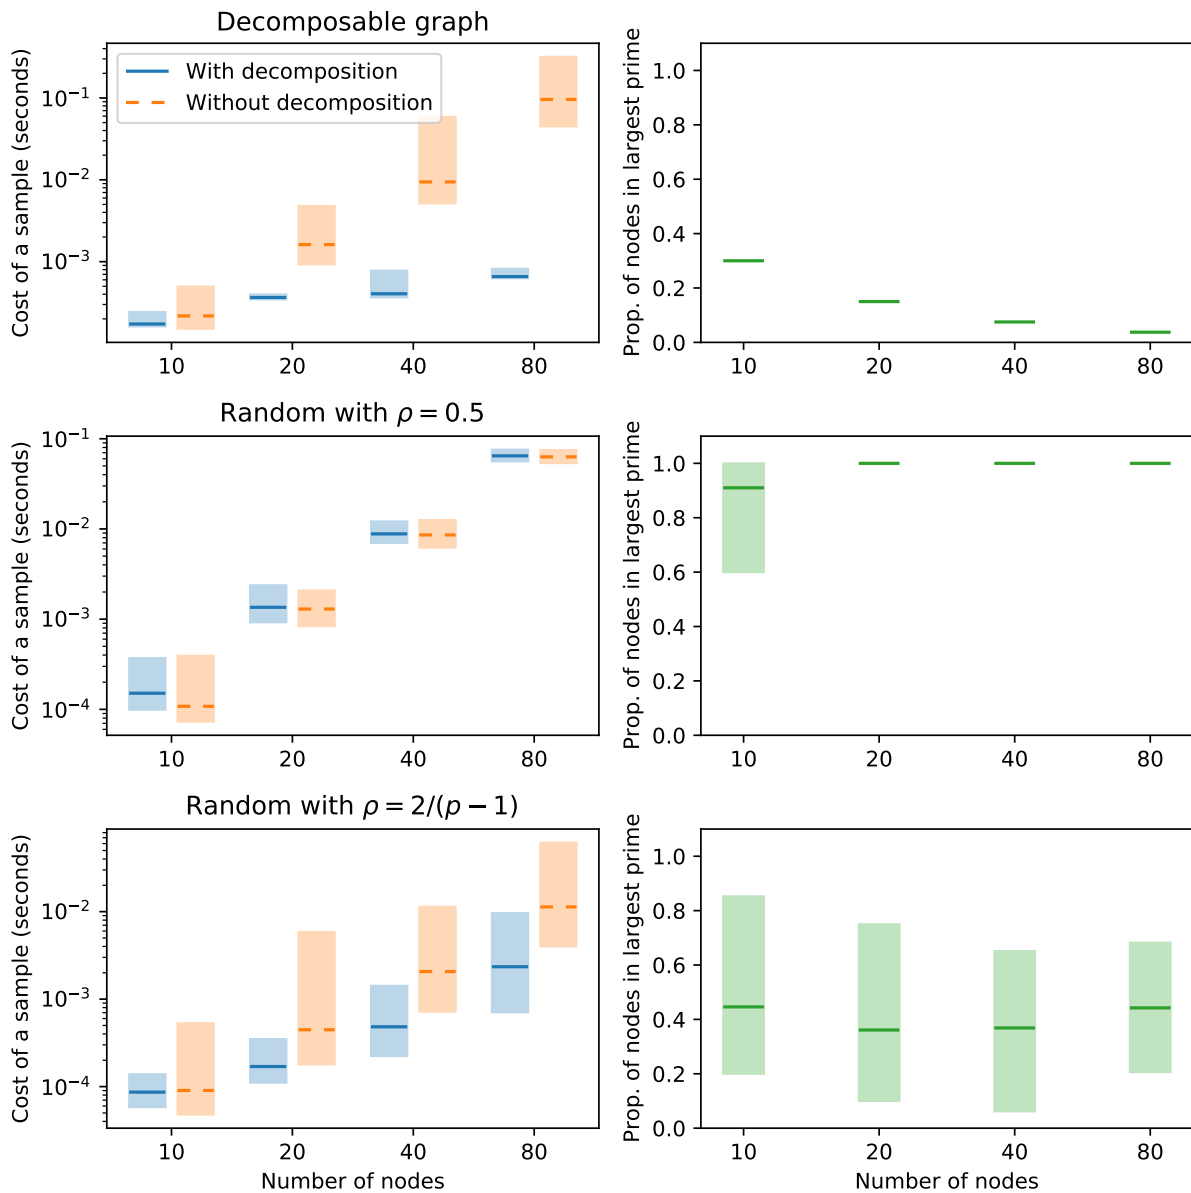 Decomposable graph
Cost of a sample (seconds)
10⁻¹
10⁻²
10⁻³
With decomposition
Without decomposition
10 20 40 80
Prop. of nodes in largest prime
1.0
0.8
0.6
0.4
0.2
0.0
10 20 40 80
Random with ρ = 0.5
Cost of a sample (seconds)
10⁻¹
10⁻²
10⁻³
10⁻⁴
10 20 40 80
Prop. of nodes in largest prime
1.0
0.8
0.6
0.4
0.2
0.0
10 20 40 80
Random with ρ = 2/(p − 1)
Cost of a sample (seconds)
10⁻²
10⁻³
10⁻⁴
10 20 40 80
Number of nodes
Prop. of nodes in largest prime
1.0
0.8
0.6
0.4
0.2
0.0
10 20 40 80
Number of nodes